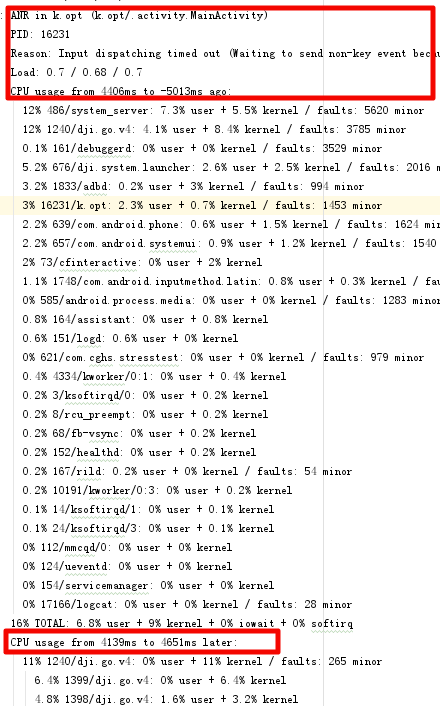 : ANR in k.opt (k.opt/.activity.MainActivity)
PID: 16231
Reason: Input dispatching timed out (Waiting to send non-key event beca
Load: 0.7 / 0.68 / 0.7
CPU usage from 4406ms to -5013ms ago:
12% 486/system_server: 7.3% user + 5.5% kernel / faults: 5620 minor
12% 1240/dji.go.v4: 4.1% user + 8.4% kernel / faults: 3785 minor
0.1% 161/debuggerd: 0% user + 0% kernel / faults: 3529 minor
5.2% 676/dji.system.launcher: 2.6% user + 2.5% kernel / faults: 2016 m
3.2% 1833/adbd: 0.2% user + 3% kernel / faults: 994 minor
3% 16231/k.opt: 2.3% user + 0.7% kernel / faults: 1453 minor
2.2% 639/com.android.phone: 0.6% user + 1.5% kernel / faults: 1624 min
2.2% 657/com.android.systemui: 0.9% user + 1.2% kernel / faults: 1540
2% 73/cfinteractive: 0% user + 2% kernel
1.1% 1748/com.android.inputmethod.latin: 0.8% user + 0.3% kernel / fau
0% 585/android.process.media: 0% user + 0% kernel / faults: 1283 minor
0.8% 164/assistant: 0% user + 0.8% kernel
0.6% 151/logd: 0.6% user + 0% kernel
0% 621/com.cghs.stresstest: 0% user + 0% kernel / faults: 979 minor
0.4% 4334/kworker/0:1: 0% user + 0.4% kernel
0.2% 3/ksoftirqd/0: 0% user + 0.2% kernel
0.2% 8/rcu_preempt: 0% user + 0.2% kernel
0.2% 68/fb-vsync: 0% user + 0.2% kernel
0.2% 152/healthd: 0% user + 0.2% kernel
0.2% 167/rild: 0.2% user + 0% kernel / faults: 54 minor
0.2% 10191/kworker/0:3: 0% user + 0.2% kernel
0.1% 14/ksoftirqd/1: 0% user + 0.1% kernel
0.1% 24/ksoftirqd/3: 0% user + 0.1% kernel
0% 112/mmcqd/0: 0% user + 0% kernel
0% 124/ueventd: 0% user + 0% kernel
0% 154/servicemanager: 0% user + 0% kernel
0% 17166/logcat: 0% user + 0% kernel / faults: 28 minor
16% TOTAL: 6.8% user + 9% kernel + 0% iowait + 0% softirq
CPU usage from 4139ms to 4651ms later:
11% 1240/dji.go.v4: 0% user + 11% kernel / faults: 265 minor
6.4% 1399/dji.go.v4: 0% user + 6.4% kernel
4.8% 1398/dji.go.v4: 1.6% user + 3.2% kernel